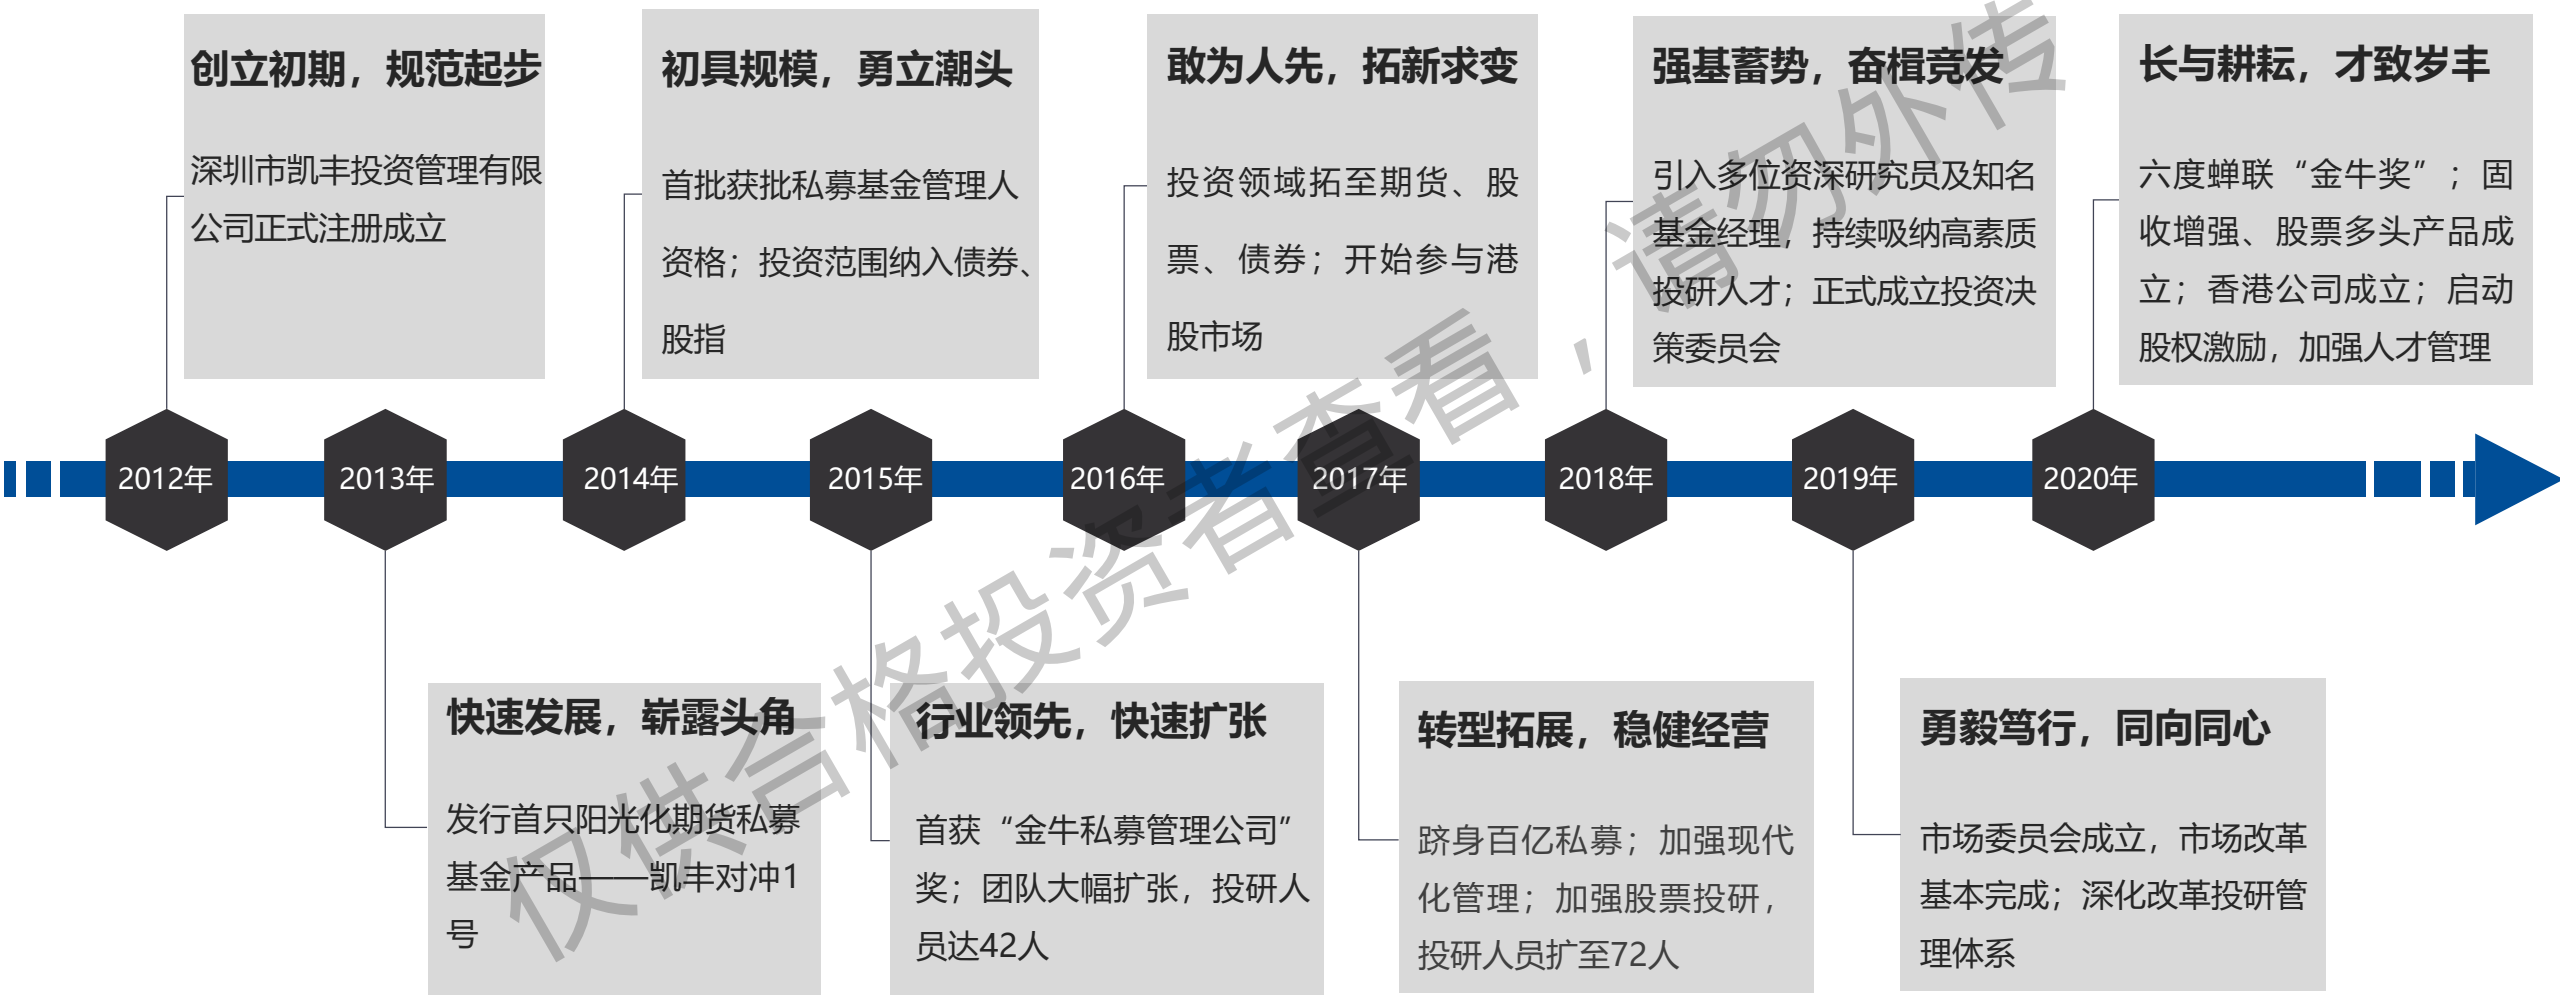 创立初期，规范起步
深圳市凯丰投资管理有限
公司正式注册成立
初具规模，勇立潮头
首批获批私募基金管理人
资格；投资范围纳入债券、
股指
敢为人先，拓新求变
投资领域拓至期货、股
票、债券；开始参与港
股市场
强基蓄势，奋楫竞发
引入多位资深研究员及知名
基金经理，持续吸纳高素质
投研人才；正式成立投资决
策委员会
长与耕耘，才致岁丰
六度蝉联“金牛奖”；固
收增强、股票多头产品成
立；香港公司成立；启动
股权激励，加强人才管理
2012年
2013年
2014年
2015年
2016年
2017年
2018年
2019年
2020年
快速发展，崭露头角
发行首只阳光化期货私募
基金产品——凯丰对冲1
号
行业领先，快速扩张
首获“金牛私募管理公司”
奖；团队大幅扩张，投研人
员达42人
转型拓展，稳健经营
跻身百亿私募；加强现代
化管理；加强股票投研，
投研人员扩至72人
勇毅笃行，同向同心
市场委员会成立，市场改革
基本完成；深化改革投研管
理体系
仅供合格投资者查看，请勿外传